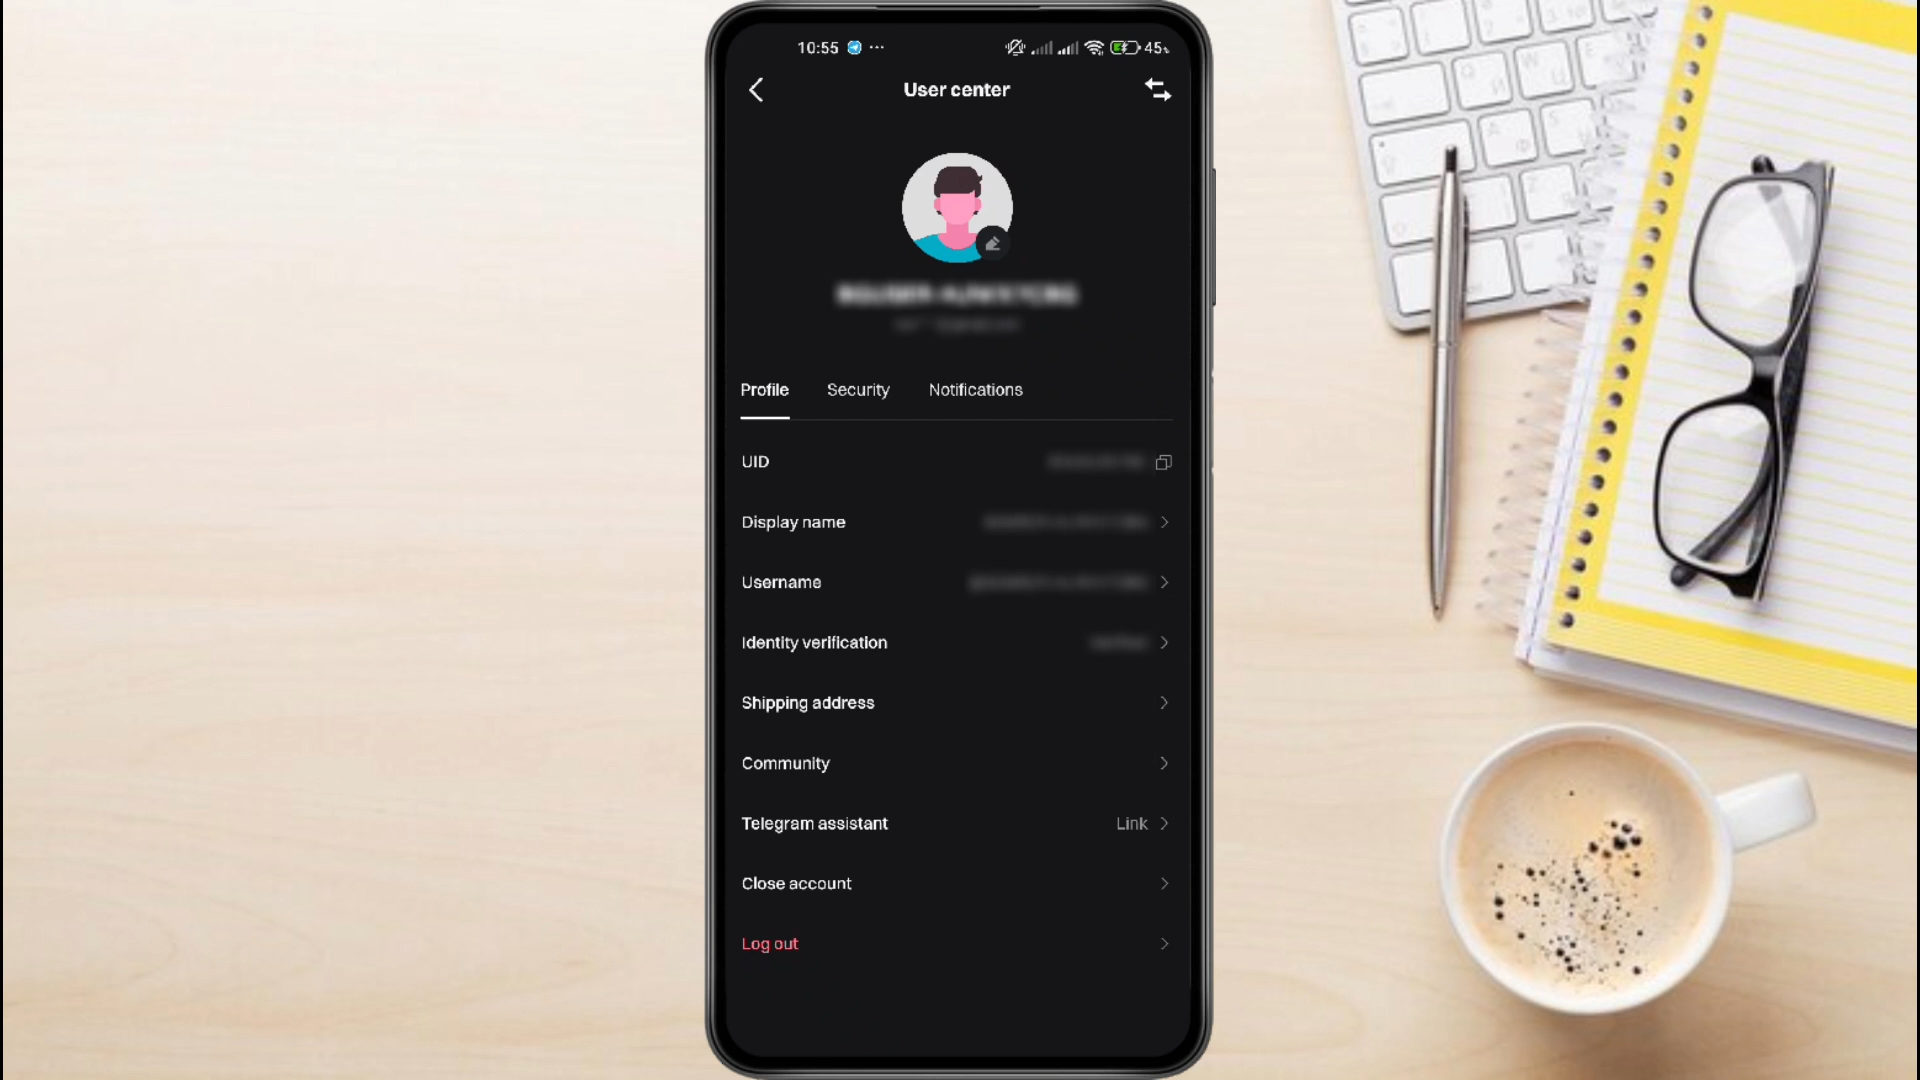 10:55
45%
User center
Profile Security Notifications
UID
Display name
Username
Identity verification
Shipping address
Community
Telegram assistant Link
Close account
Log out